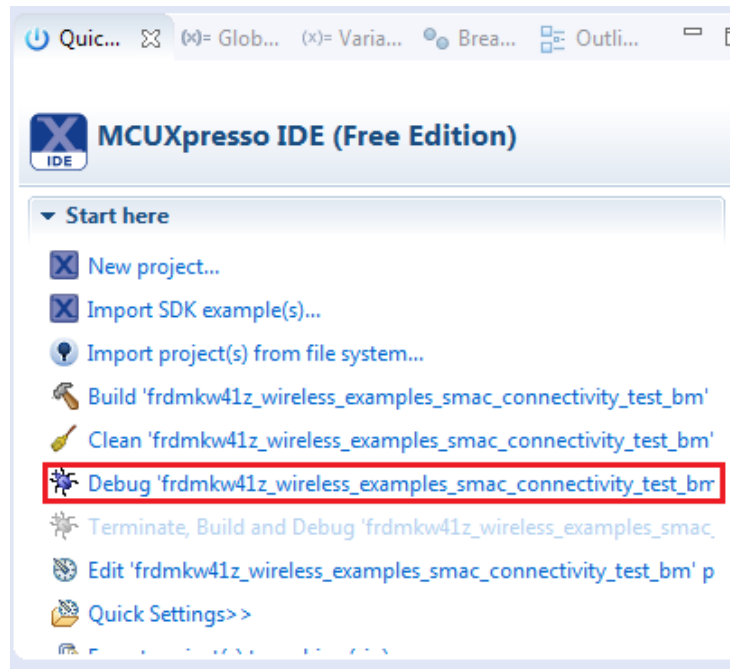 Quic... (x)= Glob... (x)= Varia... Brea... Outli...
X
IDE
MCUXpresso IDE (Free Edition)
Start here
X New project...
X Import SDK example(s)...
Import project(s) from file system...
Build 'frdmkw41z_wireless_examples_smac_connectivity_test_bm'
Clean 'frdmkw41z_wireless_examples_smac_connectivity_test_bm'
Debug 'frdmkw41z_wireless_examples_smac_connectivity_test_bm
Terminate, Build and Debug 'frdmkw41z_wireless_examples_smac_
Edit 'frdmkw41z_wireless_examples_smac_connectivity_test_bm' p
Quick Settings>>